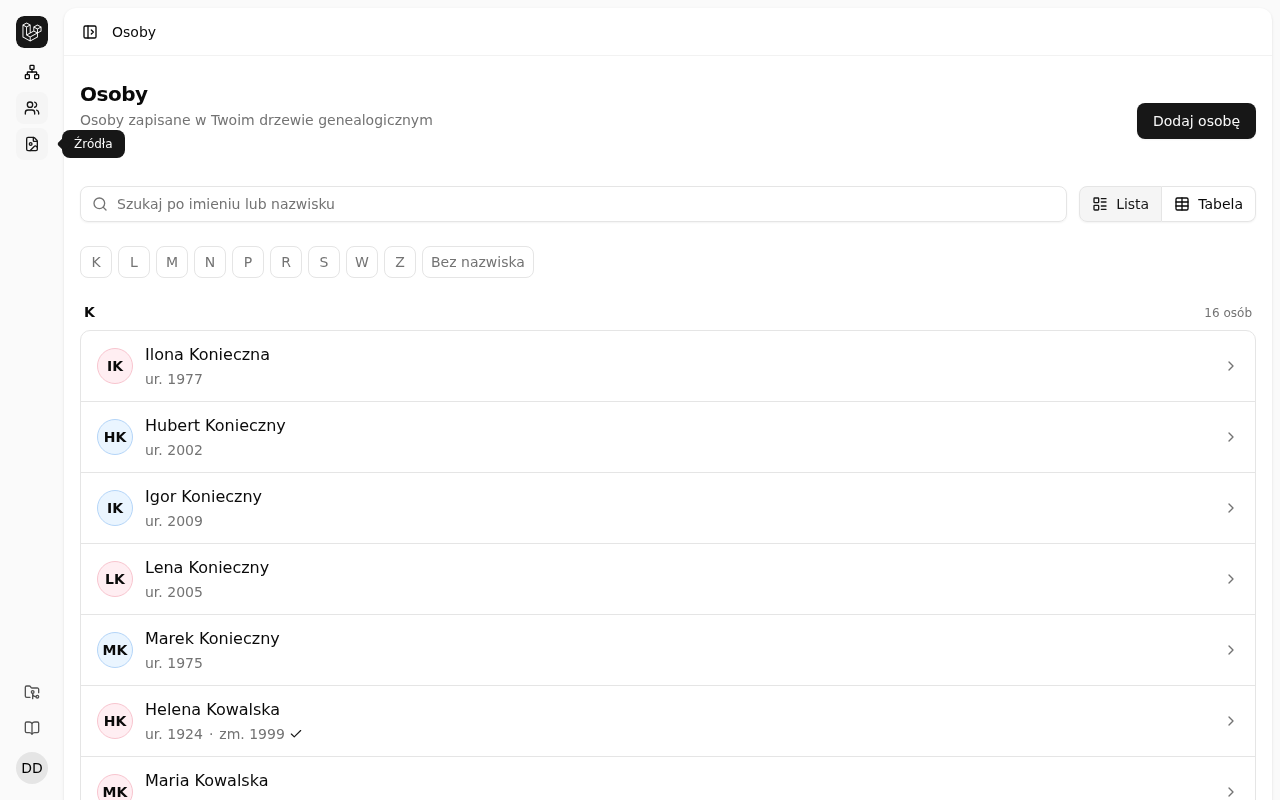 Osoby
Osoby
Osoby zapisane w Twoim drzewie genealogicznym
Dodaj osobę
Źródła
Szukaj po imieniu lub nazwisku
Lista
Tabela
K
L
M
N
P
R
S
W
Z
Bez nazwiska
K
16 osób
IK
Ilona Konieczna
ur. 1977
HK
Hubert Konieczny
ur. 2002
IK
Igor Konieczny
ur. 2009
LK
Lena Konieczny
ur. 2005
MK
Marek Konieczny
ur. 1975
HK
Helena Kowalska
ur. 1924 · zm. 1999 ✓
MK
Maria Kowalska
DD